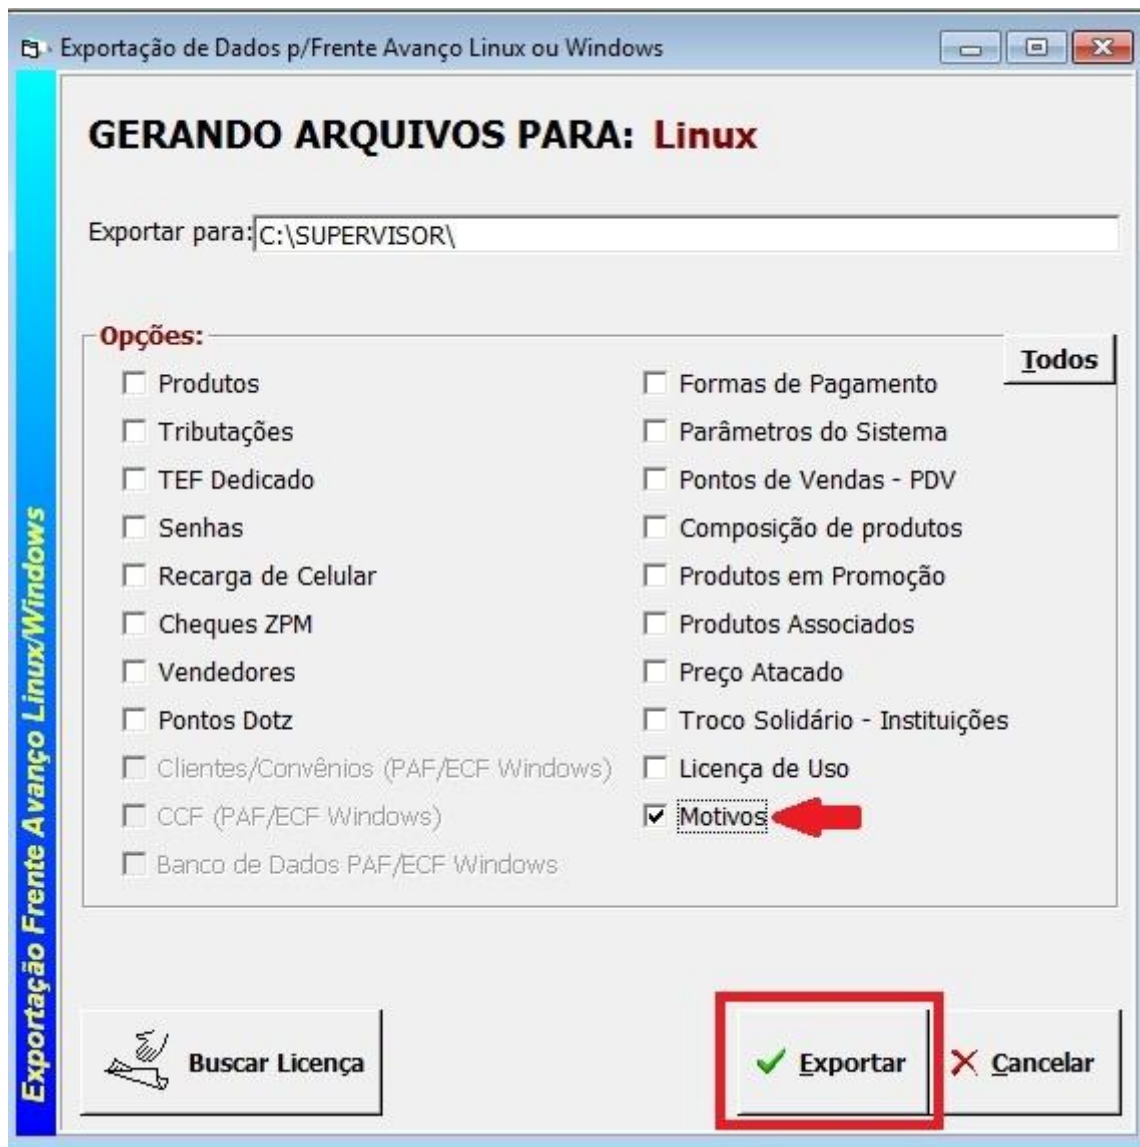 Exportação de Dados p/Frente Avanço Linux ou Windows
GERANDO ARQUIVOS PARA: Linux
Exportar para: C:\SUPERVISOR\
Opções:
Todos
Produtos
Tributações
TEF Dedicado
Senhas
Recarga de Celular
Cheques ZPM
Vendedores
Pontos Dotz
Clientes/Convênios (PAF/ECF Windows)
CCF (PAF/ECF Windows)
Banco de Dados PAF/ECF Windows
Formas de Pagamento
Parâmetros do Sistema
Pontos de Vendas - PDV
Composição de produtos
Produtos em Promoção
Produtos Associados
Preço Atacado
Troco Solidário - Instituições
Licença de Uso
Motivos
Exportação Frente Avanço Linux/Windows
Buscar Licença
Exportar
Cancelar